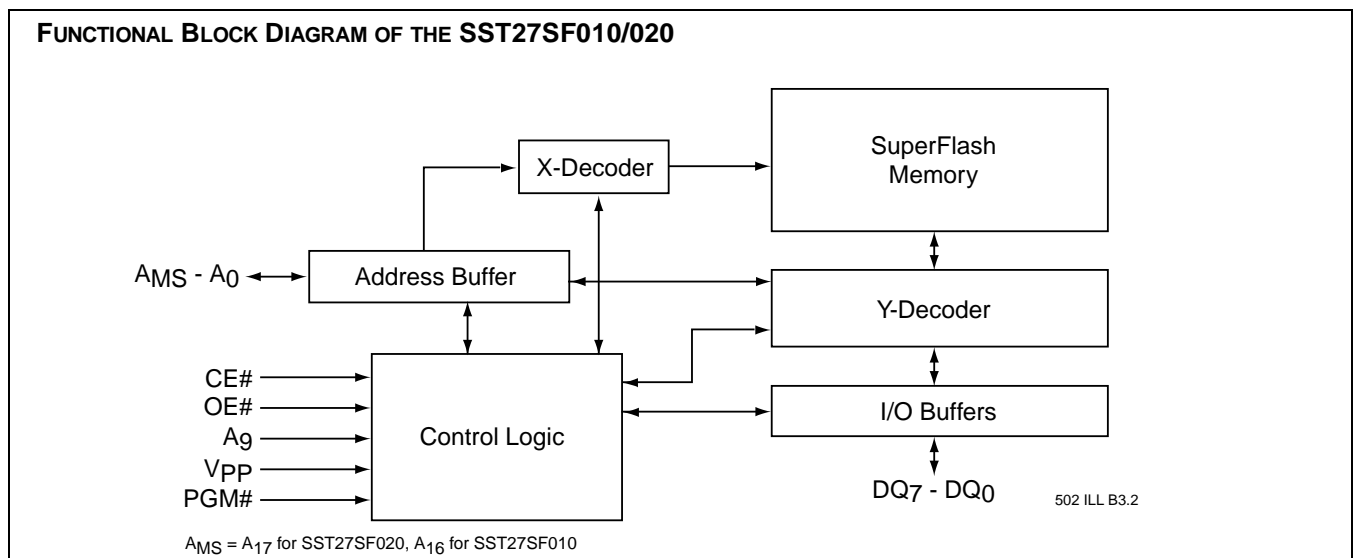 FUNCTIONAL BLOCK DIAGRAM OF THE SST27SF010/020
X-Decoder
SuperFlash
Memory
AMS - A0
Address Buffer
Y-Decoder
CE#
OE#
A9
VPP
PGM#
Control Logic
I/O Buffers
DQ7 - DQ0
502 ILL B3.2
AMS = A17 for SST27SF020, A16 for SST27SF010